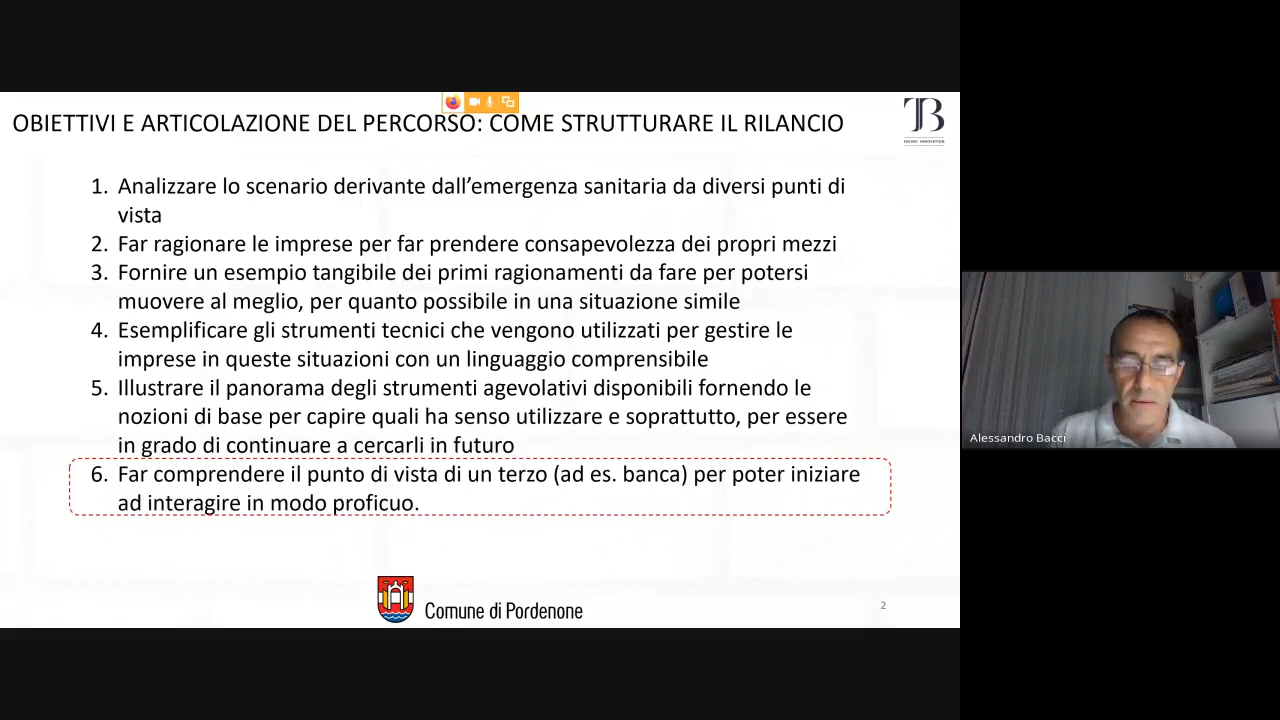 OBIETTIVI E ARTICOLAZIONE DEL PERCORSO: COME STRUTTURARE IL RILANCIO
TB
FACING INNOVATION
1. Analizzare lo scenario derivante dall’emergenza sanitaria da diversi punti di
vista
2. Far ragionare le imprese per far prendere consapevolezza dei propri mezzi
3. Fornire un esempio tangibile dei primi ragionamenti da fare per potersi
muovere al meglio, per quanto possibile in una situazione simile
4. Esemplificare gli strumenti tecnici che vengono utilizzati per gestire le
imprese in queste situazioni con un linguaggio comprensibile
5. Illustrare il panorama degli strumenti agevolativi disponibili fornendo le
nozioni di base per capire quali ha senso utilizzare e soprattutto, per essere
in grado di continuare a cercarli in futuro
6. Far comprendere il punto di vista di un terzo (ad es. banca) per poter iniziare
ad interagire in modo proficuo.
Comune di Pordenone
2
Alessandro Bacci